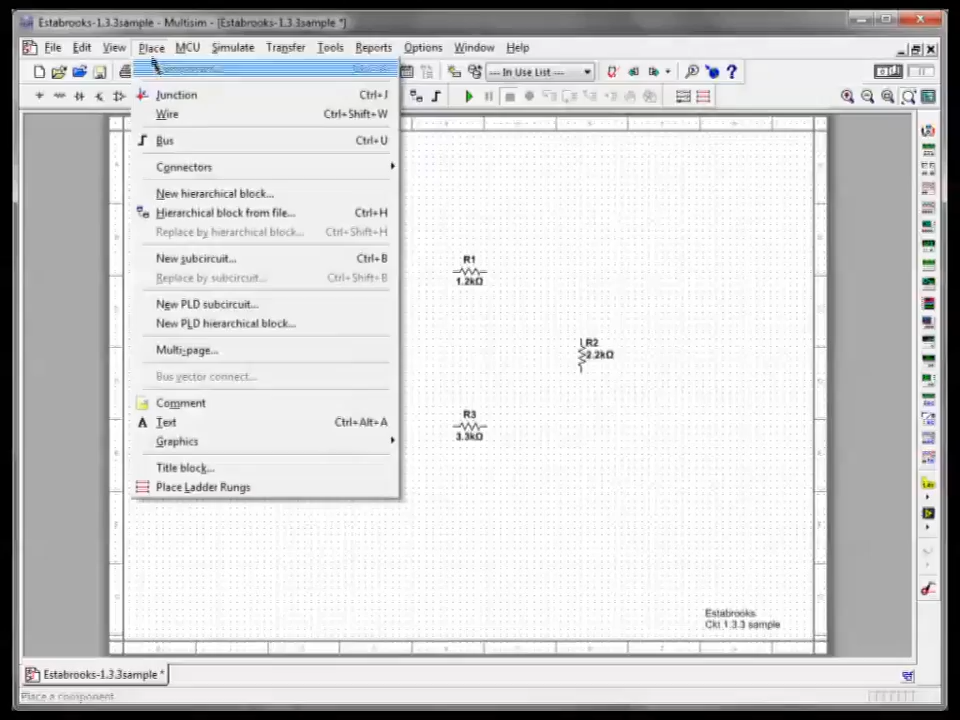 Estabrooks-1.3.3sample - Multisim - [Estabrooks-1.3.3sample *]
File Edit View Place MCU Simulate Transfer Tools Reports Options Window Help
--- In Use List ---
Junction Ctrl+J
Wire Ctrl+Shift+W
Bus Ctrl+U
Connectors
New hierarchical block...
Hierarchical block from file... Ctrl+H
Replace by hierarchical block... Ctrl+Shift+H
New subcircuit... Ctrl+B
Replace by subcircuit... Ctrl+Shift+B
New PLD subcircuit...
New PLD hierarchical block...
Multi-page...
Bus vector connect...
Comment
A Text Ctrl+Alt+A
Graphics
Title block...
Place Ladder Rungs
R1
1.2kΩ
R2
2.2kΩ
R3
3.3kΩ
Estabrooks
Ckt 1.3.3 sample
Estabrooks-1.3.3sample *
Place a component